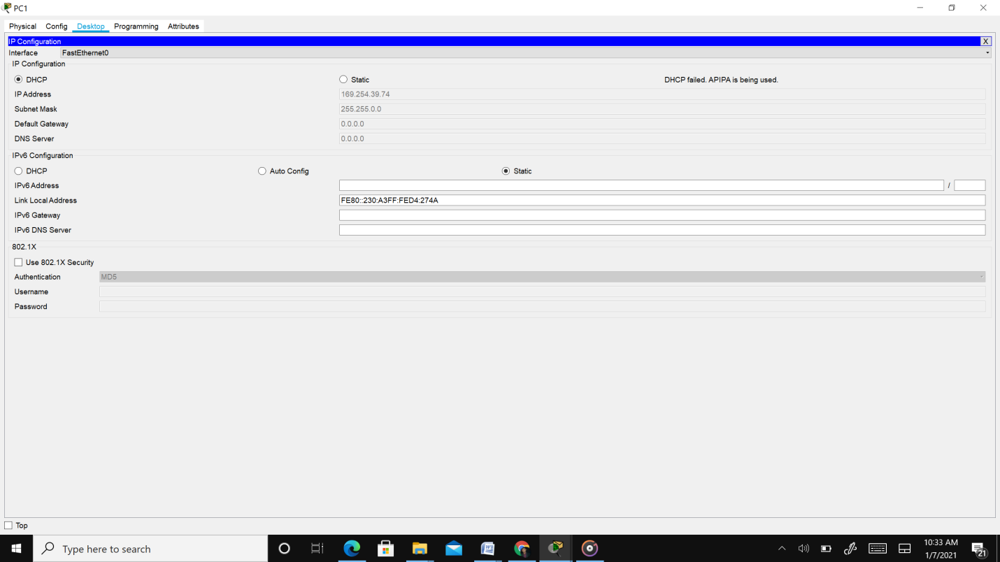 PC1
Physical Config Desktop Programming Attributes
IP Configuration X
Interface FastEthernet0
IP Configuration
DHCP Static DHCP failed. APIPA is being used.
IP Address 169.254.39.74
Subnet Mask 255.255.0.0
Default Gateway 0.0.0.0
DNS Server 0.0.0.0
IPv6 Configuration
DHCP Auto Config Static
IPv6 Address /
Link Local Address FE80::230:A3FF:FED4:274A
IPv6 Gateway
IPv6 DNS Server
802.1X
Use 802.1X Security
Authentication MD5
Username
Password
Top
Type here to search
10:33 AM
1/7/2021
21